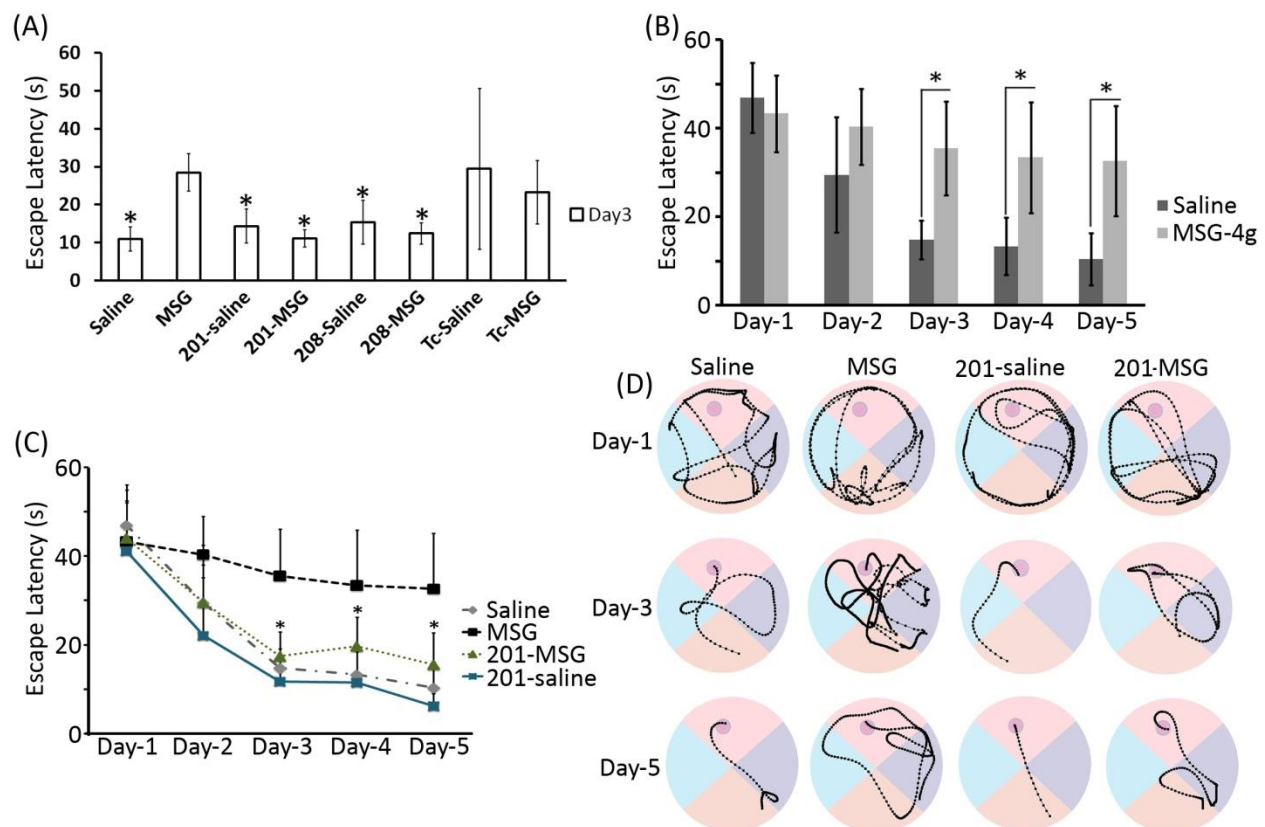 (A)
60
50
40
30
20
10
0
Escape Latency (s)
*
*
*
*
*
Saline
MSG
201-saline
201-MSG
208-Saline
208-MSG
Tc-Saline
Tc-MSG
Day3
(B)
60
40
20
0
Escape Latency (s)
*
*
*
Day-1 Day-2 Day-3 Day-4 Day-5
Saline
MSG-4g
(C)
60
40
20
0
Escape Latency (s)
*
*
*
Day-1 Day-2 Day-3 Day-4 Day-5
Saline
MSG
201-MSG
201-saline
(D)
Saline MSG 201-saline 201-MSG
Day-1
Day-3
Day-5